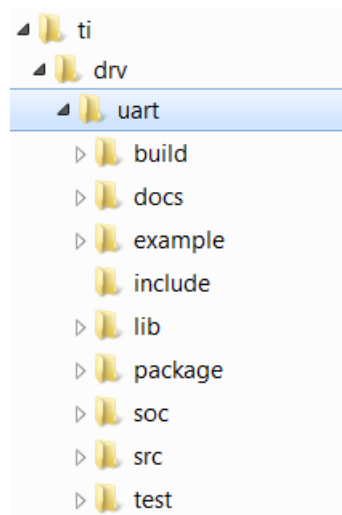 ti
drv
uart
build
docs
example
include
lib
package
soc
src
test